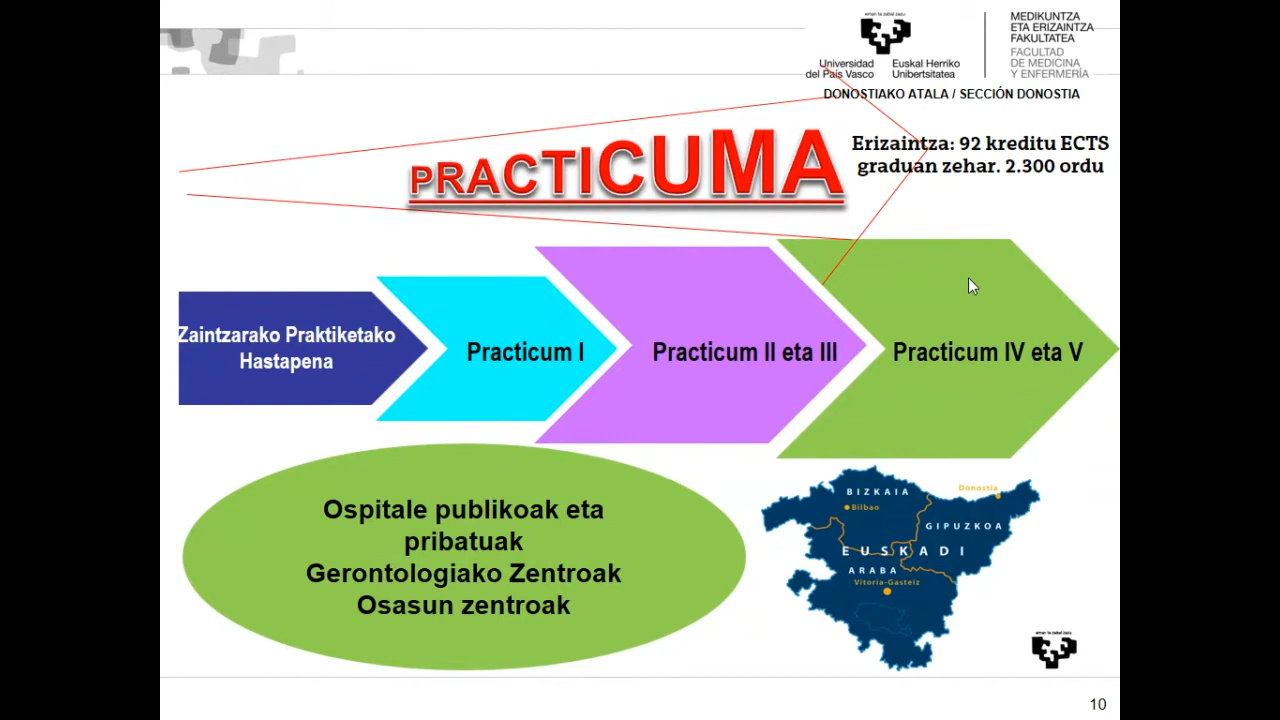 eman ta zabal zazu
Universidad
del País Vasco
Euskal Herriko
Unibertsitatea
MEDIKUNTZA
ETA ERIZAINTZA
FAKULTATEA
FACULTAD
DE MEDICINA
Y ENFERMERÍA
DONOSTIAKO ATALA / SECCIÓN DONOSTIA
PRACTICUMA
Erizaintza: 92 kreditu ECTS
graduan zehar. 2.300 ordu
Zaintzarako Praktiketako
Hastapena
Practicum I
Practicum II eta III
Practicum IV eta V
Ospitale publikoak eta
pribatuak
Gerontologiako Zentroak
Osasun zentroak
BIZKAIA
Bilbao
Donostia
GIPUZKOA
EUSKADI
ARABA
Vitoria-Gasteiz
eman ta zabal zazu
10